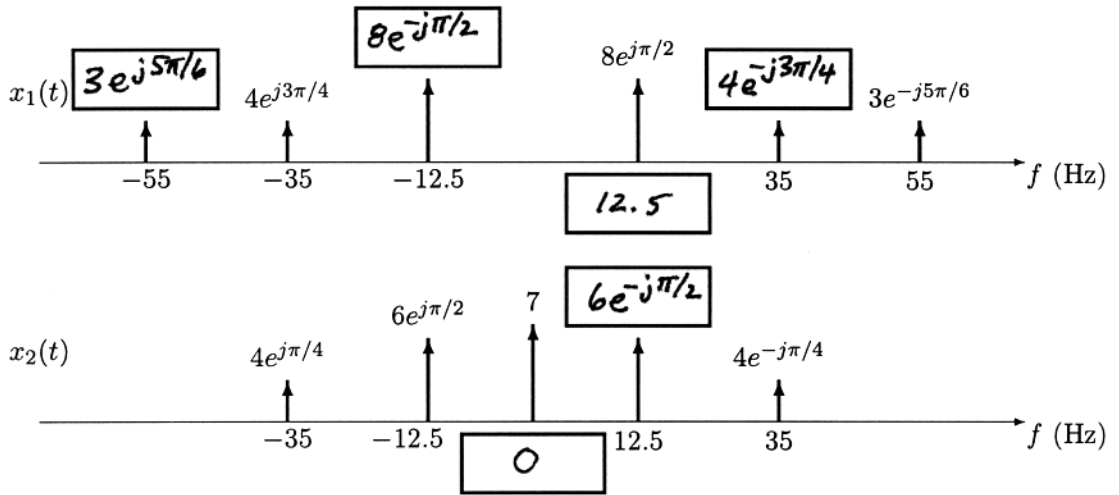 8e^{-jπ/2}
3e^{j5π/6} 4e^{j3π/4} 8e^{jπ/2} 4e^{-j3π/4} 3e^{-j5π/6}
x₁(t)
−55 −35 −12.5 35 55 f (Hz)
12.5
6e^{jπ/2} 7 6e^{-jπ/2}
x₂(t) 4e^{jπ/4} 4e^{-jπ/4}
−35 −12.5 12.5 35 f (Hz)
0